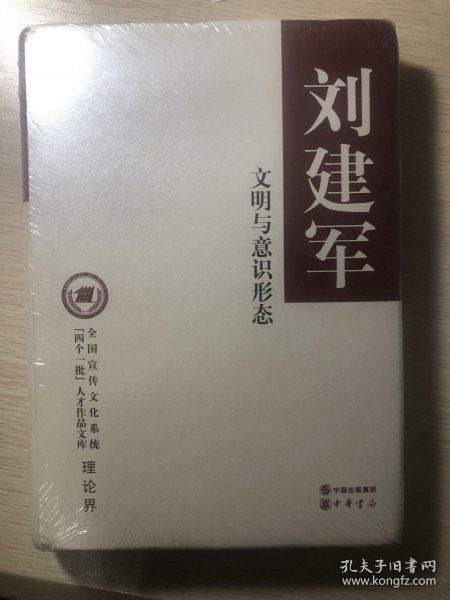 刘建军
文明与意识形态
全国宣传文化系统
「四个一批」人才作品文库
理论界
中国出版集团
中華書局
孔夫子旧书网
www.kongfz.com